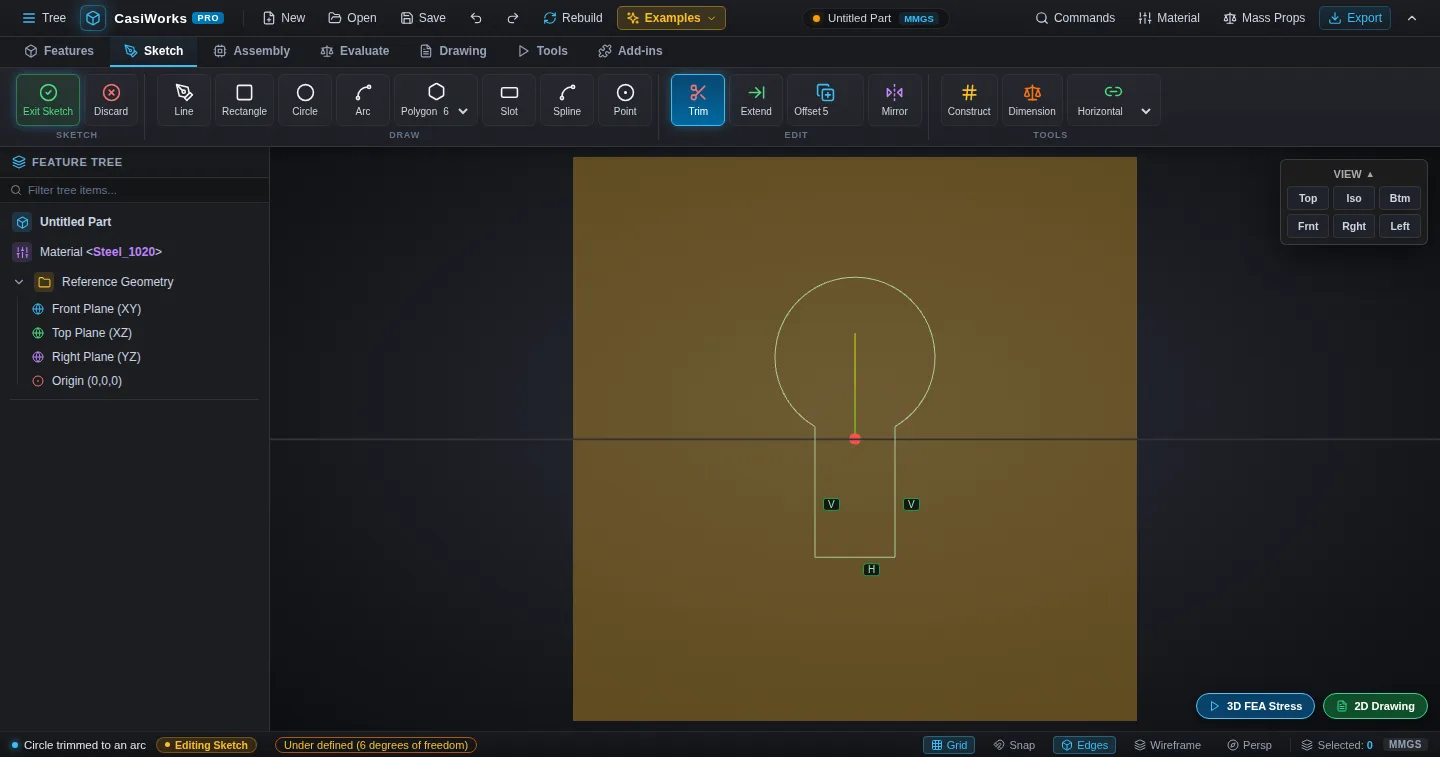 Tree CasiWorks PRO New Open Save Rebuild Examples Untitled Part MMGS Commands Material Mass Props Export
Features Sketch Assembly Evaluate Drawing Tools Add-ins
Exit Sketch Discard Line Rectangle Circle Arc Polygon 6 Slot Spline Point Trim Extend Offset 5 Mirror Construct Dimension Horizontal
SKETCH DRAW EDIT TOOLS
FEATURE TREE
Filter tree items...
Untitled Part
Material <Steel_1020>
Reference Geometry
Front Plane (XY)
Top Plane (XZ)
Right Plane (YZ)
Origin (0,0,0)
V V
H
VIEW ▲
Top Iso Btm
Frnt Rght Left
3D FEA Stress 2D Drawing
Circle trimmed to an arc Editing Sketch Under defined (6 degrees of freedom) Grid Snap Edges Wireframe Persp Selected: 0 MMGS